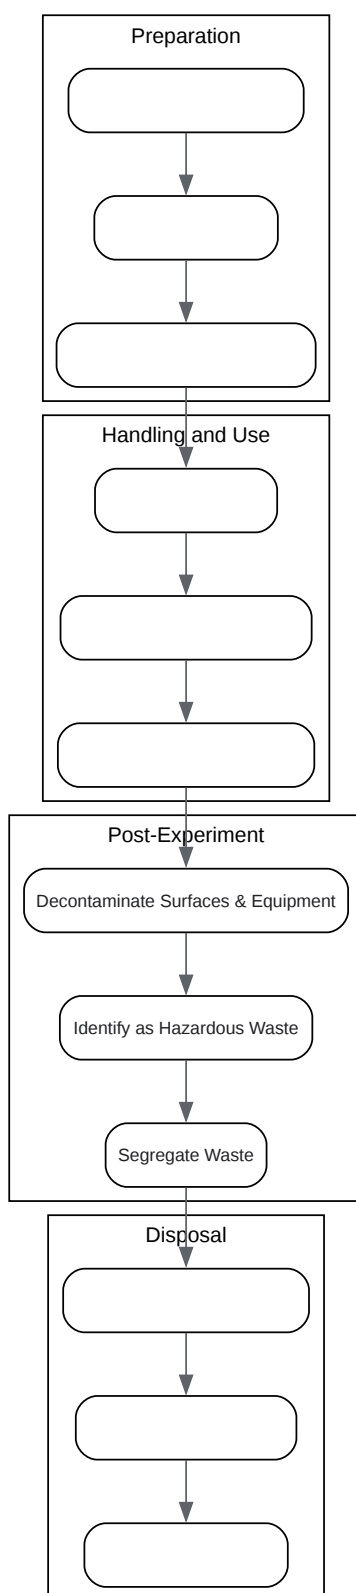 Preparation
Handling and Use
Post-Experiment
Decontaminate Surfaces & Equipment
Identify as Hazardous Waste
Segregate Waste
Disposal